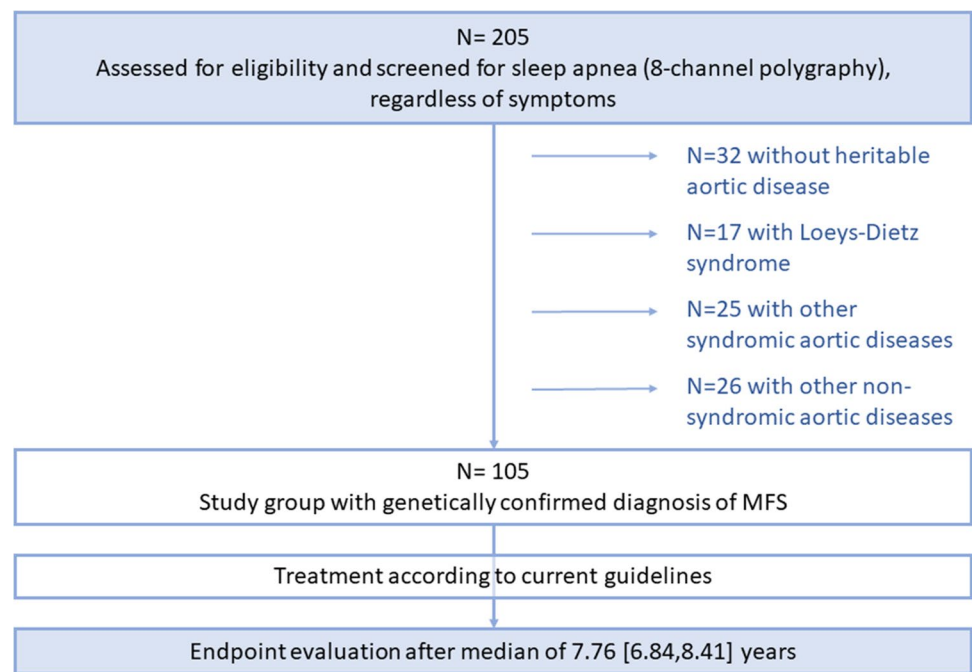 N= 205
Assessed for eligibility and screened for sleep apnea (8-channel polygraphy),
regardless of symptoms
N=32 without heritable
aortic disease
N=17 with Loeys-Dietz
syndrome
N=25 with other
syndromic aortic diseases
N=26 with other non-
syndromic aortic diseases
N= 105
Study group with genetically confirmed diagnosis of MFS
Treatment according to current guidelines
Endpoint evaluation after median of 7.76 [6.84,8.41] years